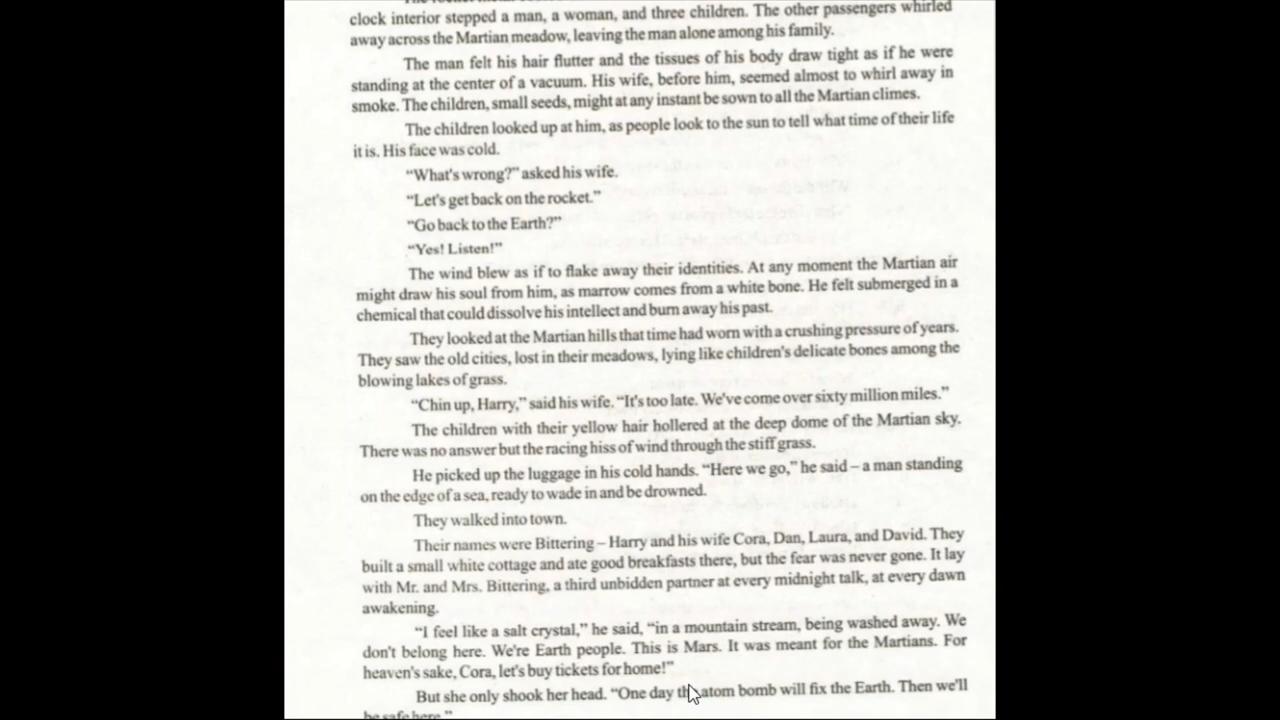 clock interior stepped a man, a woman, and three children. The other passengers whirled
away across the Martian meadow, leaving the man alone among his family.
The man felt his hair flutter and the tissues of his body draw tight as if he were
standing at the center of a vacuum. His wife, before him, seemed almost to whirl away in
smoke. The children, small seeds, might at any instant be sown to all the Martian climes.
The children looked up at him, as people look to the sun to tell what time of their life
it is. His face was cold.
“What's wrong?” asked his wife.
“Let's get back on the rocket.”
“Go back to the Earth?”
“Yes! Listen!”
The wind blew as if to flake away their identities. At any moment the Martian air
might draw his soul from him, as marrow comes from a white bone. He felt submerged in a
chemical that could dissolve his intellect and burn away his past.
They looked at the Martian hills that time had worn with a crushing pressure of years.
They saw the old cities, lost in their meadows, lying like children's delicate bones among the
blowing lakes of grass.
“Chin up, Harry,” said his wife. “It's too late. We've come over sixty million miles.”
The children with their yellow hair hollered at the deep dome of the Martian sky.
There was no answer but the racing hiss of wind through the stiff grass.
He picked up the luggage in his cold hands. “Here we go,” he said – a man standing
on the edge of a sea, ready to wade in and be drowned.
They walked into town.
Their names were Bittering – Harry and his wife Cora, Dan, Laura, and David. They
built a small white cottage and ate good breakfasts there, but the fear was never gone. It lay
with Mr. and Mrs. Bittering, a third unbidden partner at every midnight talk, at every dawn
awakening.
“I feel like a salt crystal,” he said, “in a mountain stream, being washed away. We
don't belong here. We're Earth people. This is Mars. It was meant for the Martians. For
heaven's sake, Cora, let's buy tickets for home!”
But she only shook her head. “One day the atom bomb will fix the Earth. Then we'll
be safe here.”